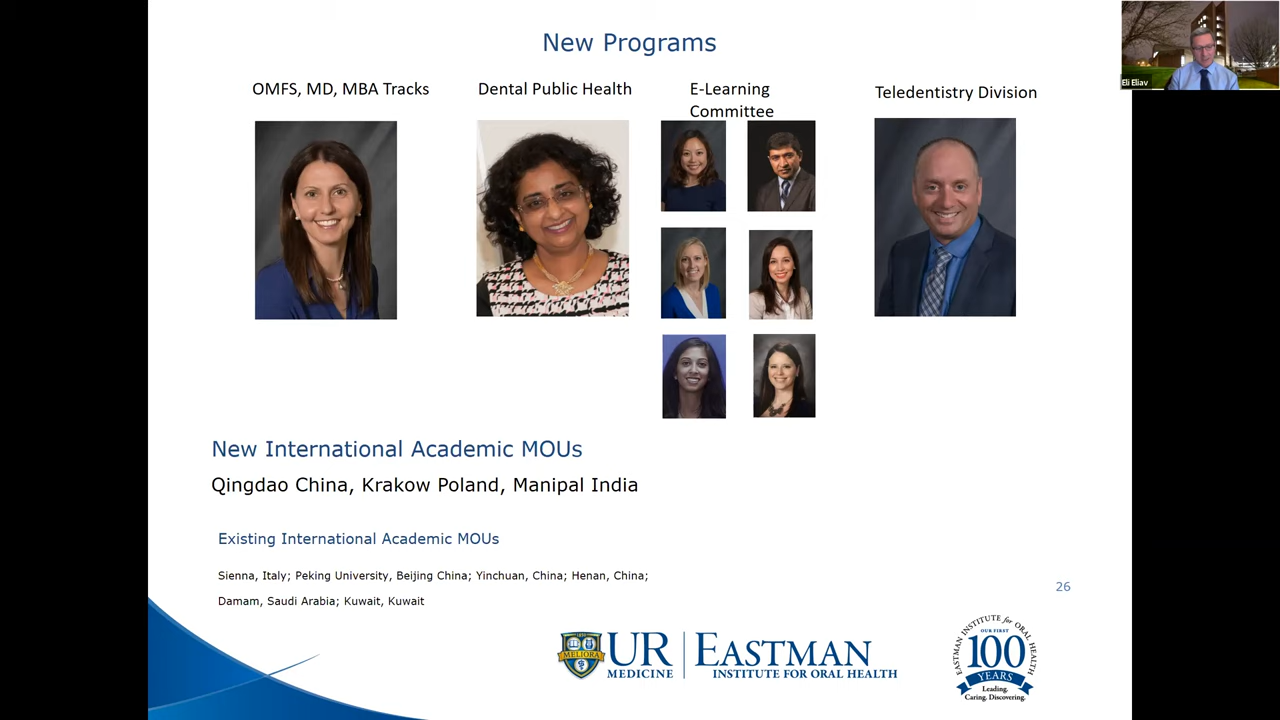 New Programs
Eli Eliav
OMFS, MD, MBA Tracks
Dental Public Health
E-Learning
Committee
Teledentistry Division
New International Academic MOUs
Qingdao China, Krakow Poland, Manipal India
Existing International Academic MOUs
Sienna, Italy; Peking University, Beijing China; Yinchuan, China; Henan, China;
Damam, Saudi Arabia; Kuwait, Kuwait
26
MELIORA
UR
MEDICINE
EASTMAN
INSTITUTE FOR ORAL HEALTH
EASTMAN INSTITUTE for ORAL HEALTH
OUR FIRST
100
YEARS
Leading.
Caring. Discovering.